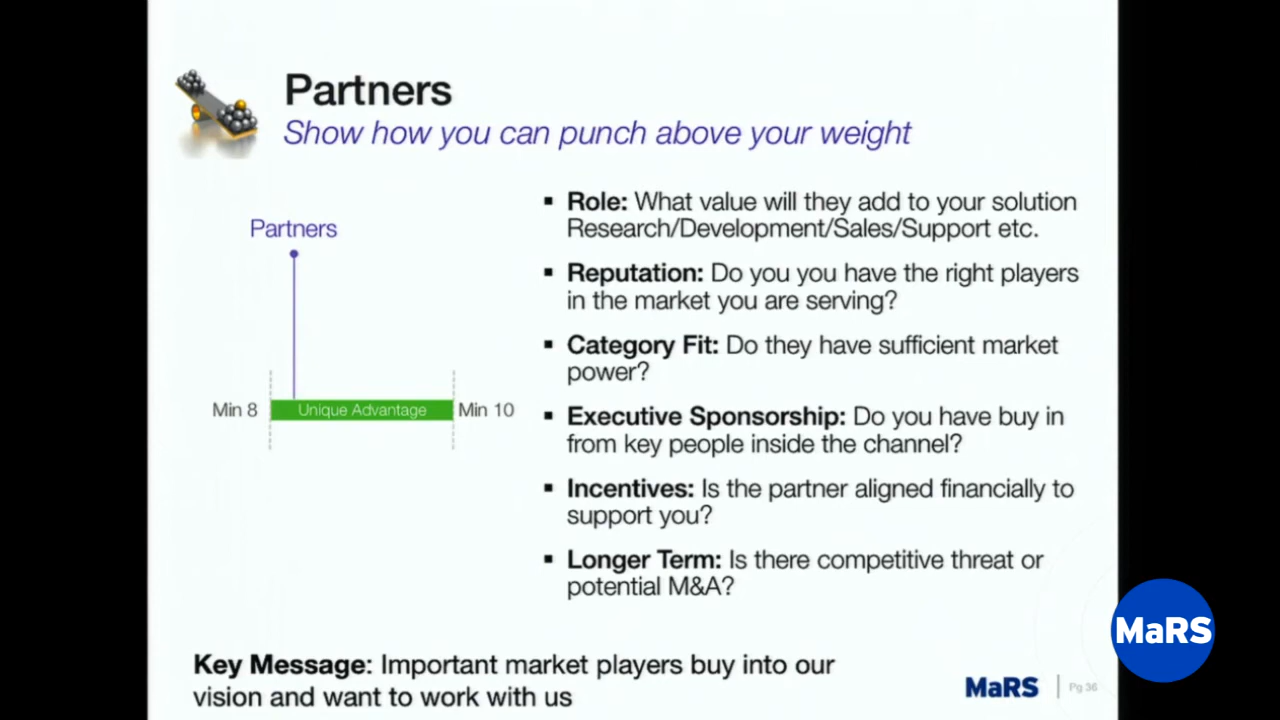 Partners
Show how you can punch above your weight
Partners
Min 8
Unique Advantage
Min 10
▪ Role: What value will they add to your solution
Research/Development/Sales/Support etc.
▪ Reputation: Do you you have the right players
in the market you are serving?
▪ Category Fit: Do they have sufficient market
power?
▪ Executive Sponsorship: Do you have buy in
from key people inside the channel?
▪ Incentives: Is the partner aligned financially to
support you?
▪ Longer Term: Is there competitive threat or
potential M&A?
Key Message: Important market players buy into our
vision and want to work with us
MaRS
Pg 36
MaRS